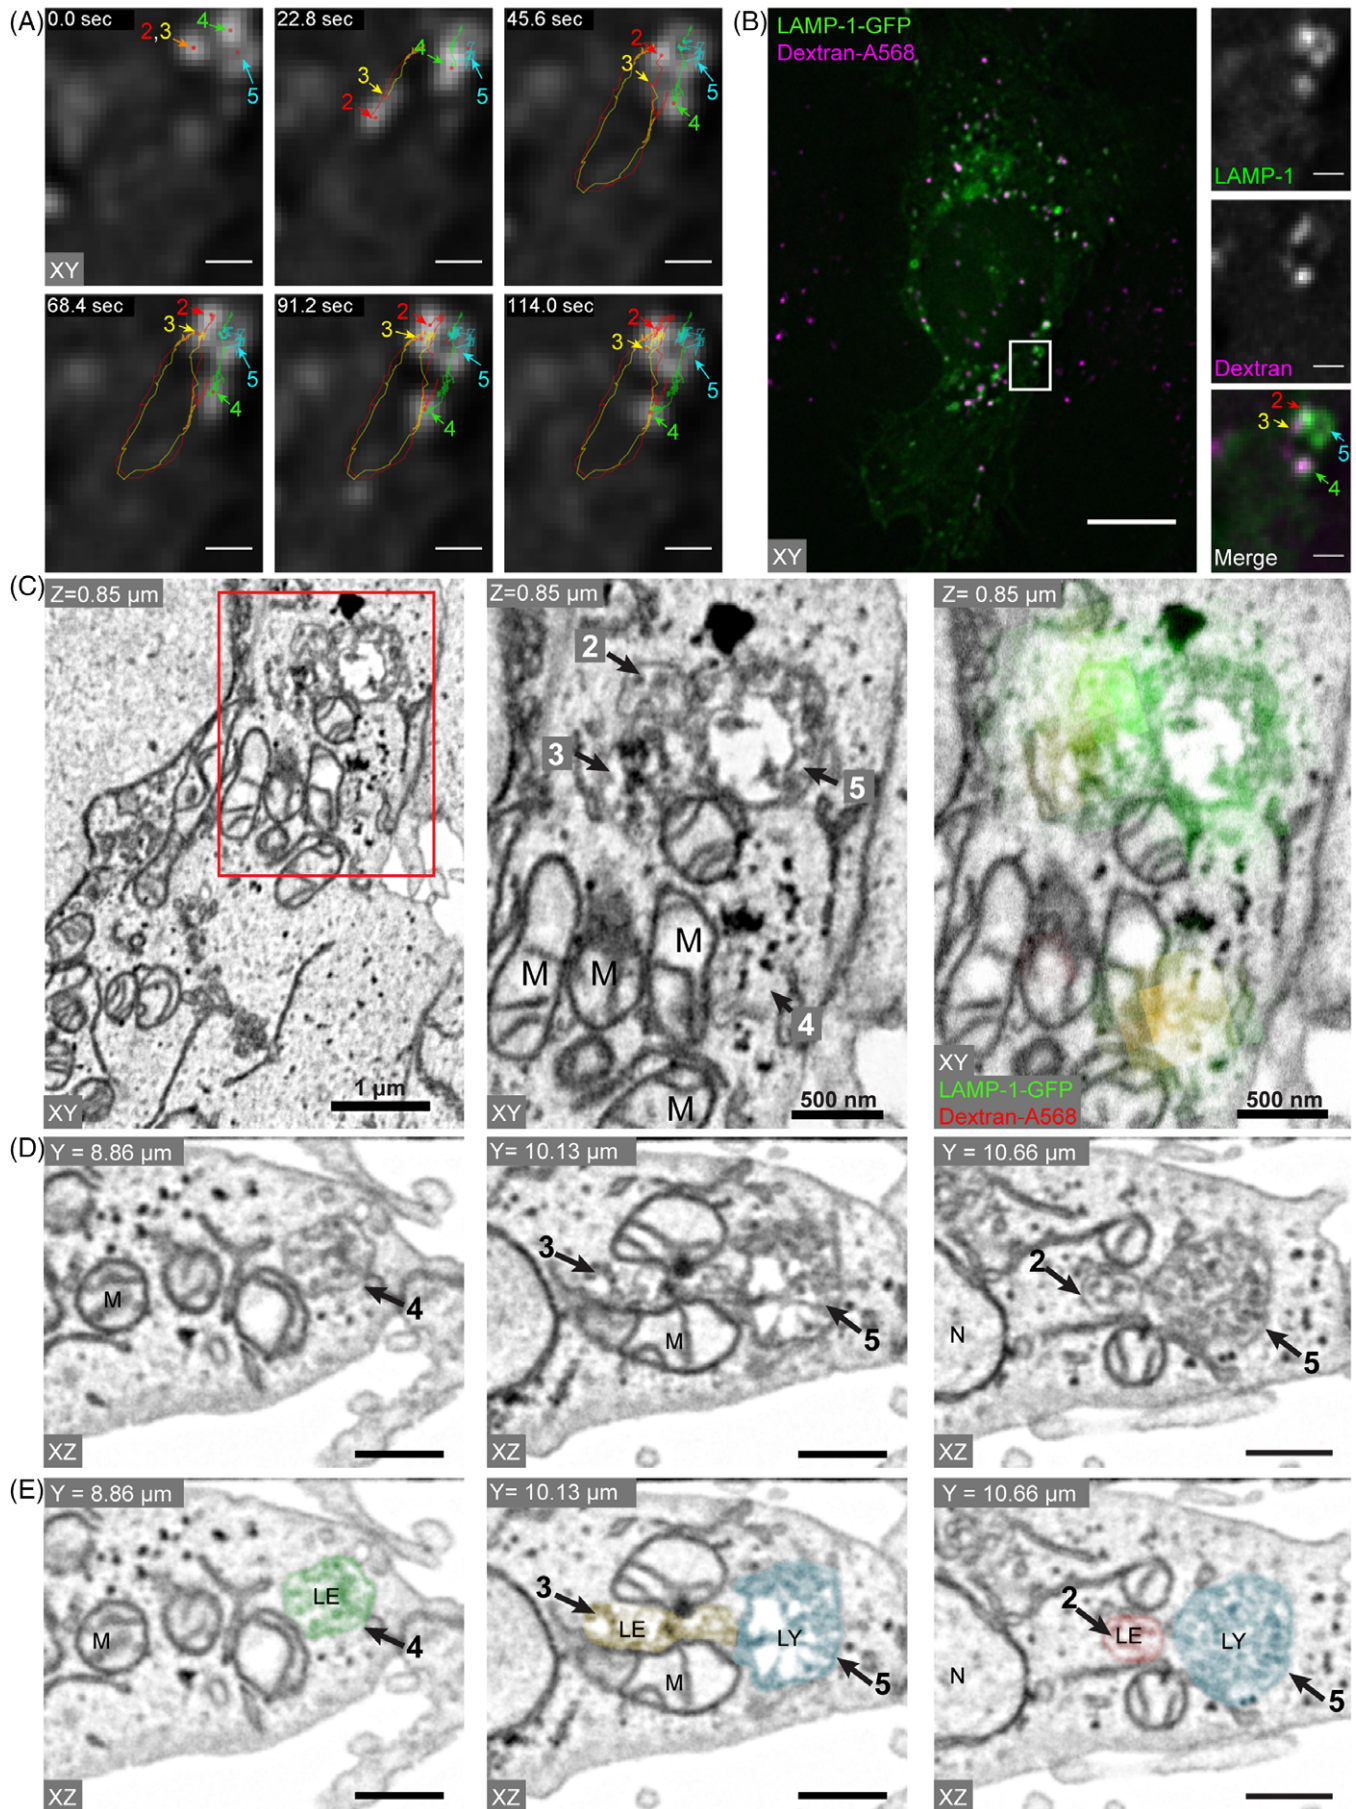 (A)
0.0 sec
4
2,3
5
XY
22.8 sec
4
3
2
5
45.6 sec
2
3
5
4
68.4 sec
2
3
5
4
91.2 sec
2
3
5
4
114.0 sec
2
3
5
4
(B)
LAMP-1-GFP
Dextran-A568
XY
LAMP-1
Dextran
2
3
5
4
Merge
(C)
Z=0.85 µm
1 µm
XY
Z=0.85 µm
2
3
5
M
M
M
4
M
500 nm
XY
Z= 0.85 µm
XY
LAMP-1-GFP
Dextran-A568
500 nm
(D)
Y = 8.86 µm
M
4
XZ
Y= 10.13 µm
3
5
M
XZ
Y = 10.66 µm
2
N
5
XZ
(E)
Y = 8.86 µm
LE
M
4
XZ
Y= 10.13 µm
3
LE
LY
M
5
XZ
Y = 10.66 µm
2
LE
LY
N
5
XZ